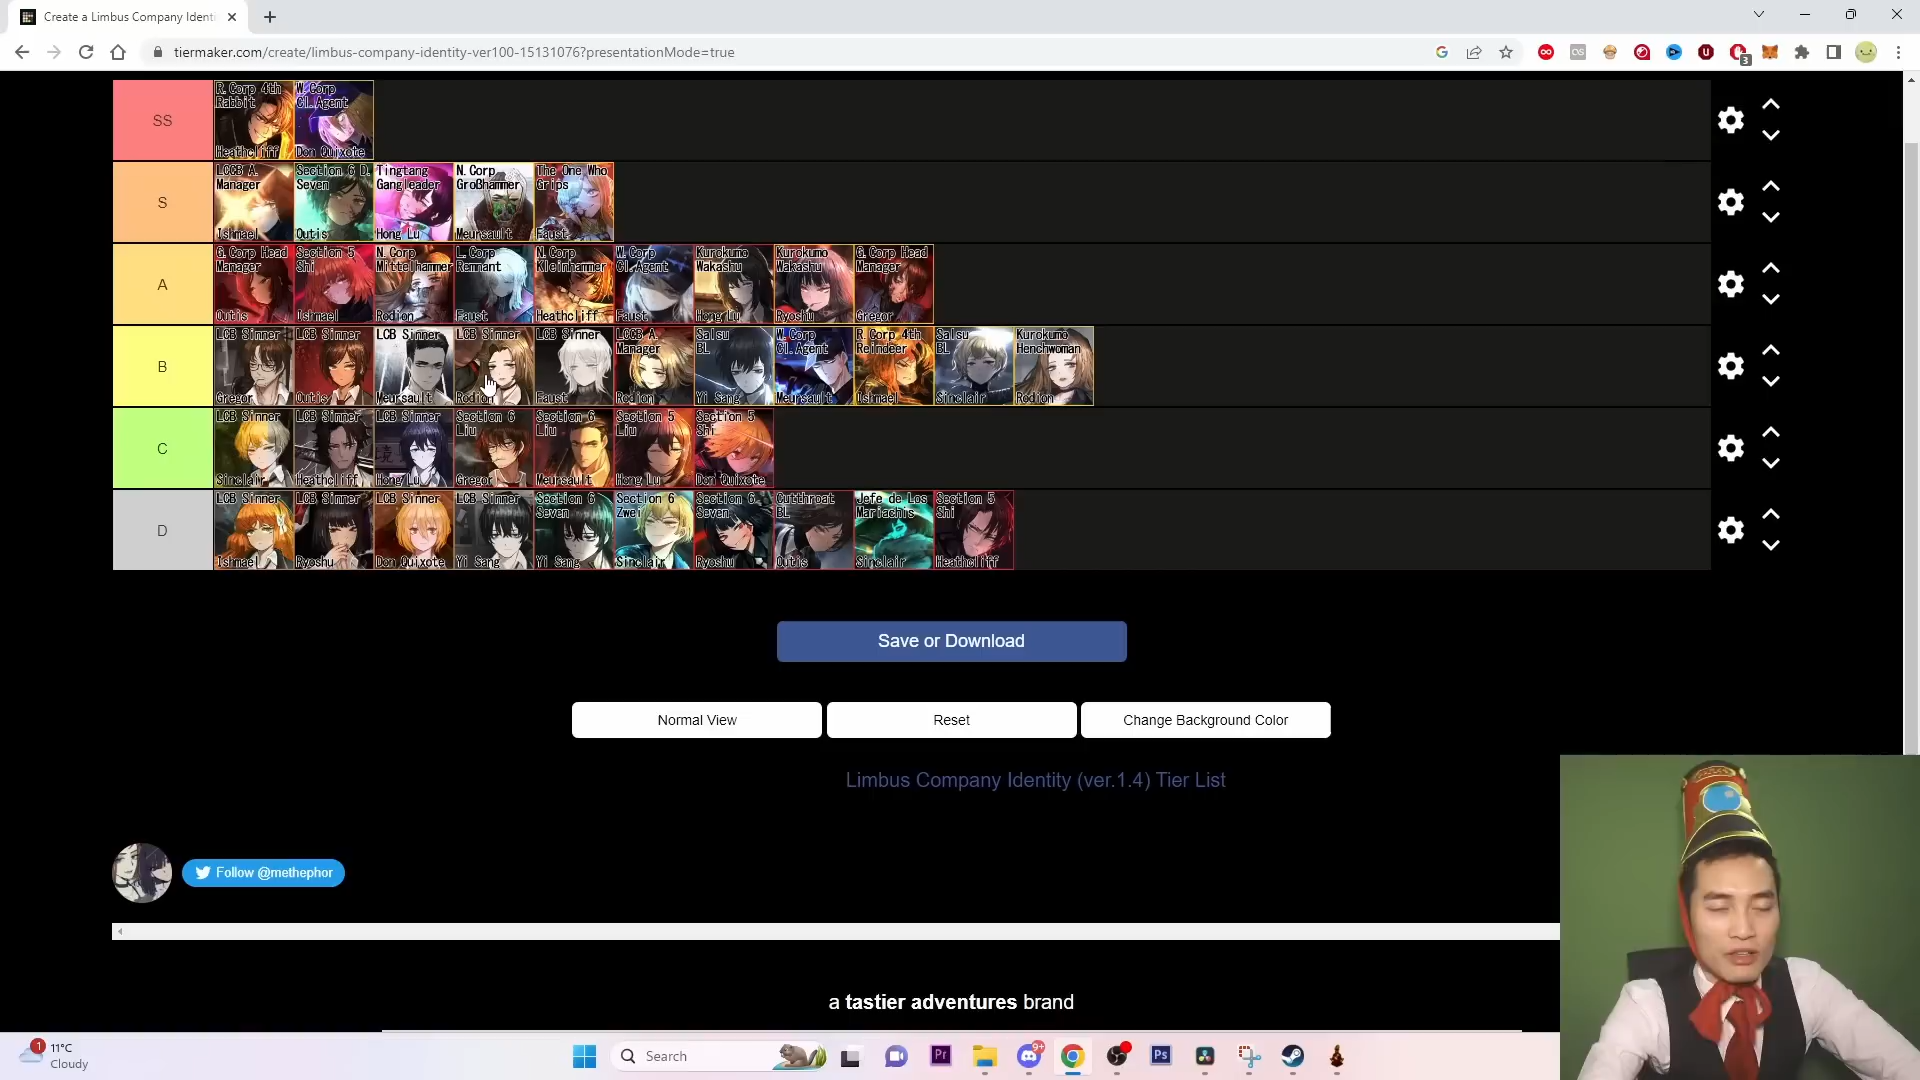 Create a Limbus Company Identi
tiermaker.com/create/limbus-company-identity-ver100-15131076?presentationMode=true
3
SS
R.Corp 4th Rabbit Heathcliff
W.Corp Cl.Agent Don Quixote
S
LCCB A. Manager Ishmael
Section 6 D. Seven Outis
Tingtang Gangleader Hong Lu
N.Corp Großhammer Meursault
The One Who Grips Faust
A
G.Corp Head Manager Outis
Section 5 Shi Ishmael
N.Corp Mittelhammer Rodion
L.Corp Remnant Faust
N.Corp Kleinhammer Heathcliff
W.Corp Cl.Agent Faust
Kurokumo Wakashu Hong Lu
Kurokumo Wakashu Ryoshu
G.Corp Head Manager Gregor
B
LCB Sinner Gregor
LCB Sinner Outis
LCB Sinner Meursault
LCB Sinner Rodion
LCB Sinner Faust
LCCB A. Manager Rodion
Salsu BL Yi Sang
W.Corp Cl.Agent Meursault
R.Corp 4th Reindeer Ishmael
Salsu BL Sinclair
Kurokumo Henchwoman Rodion
C
LCB Sinner Sinclair
LCB Sinner Heathcliff
LCB Sinner Hong Lu
Section 6 Liu Gregor
Section 6 Liu Meursault
Section 5 Liu Hong Lu
Section 5 Shi Don Quixote
D
LCB Sinner Ishmael
LCB Sinner Ryoshu
LCB Sinner Don Quixote
LCB Sinner Yi Sang
Section 6 Seven Yi Sang
Section 6 Zwei Sinclair
Section 6 Seven Ryoshu
Cutthroat BL Outis
Jefe de Los Mariachis Sinclair
Section 5 Shi Heathcliff
Save or Download
Normal View
Reset
Change Background Color
Limbus Company Identity (ver.1.4) Tier List
Follow @methephor
a tastier adventures brand
1
11°C
Cloudy
Search
Pr
9+
Ps